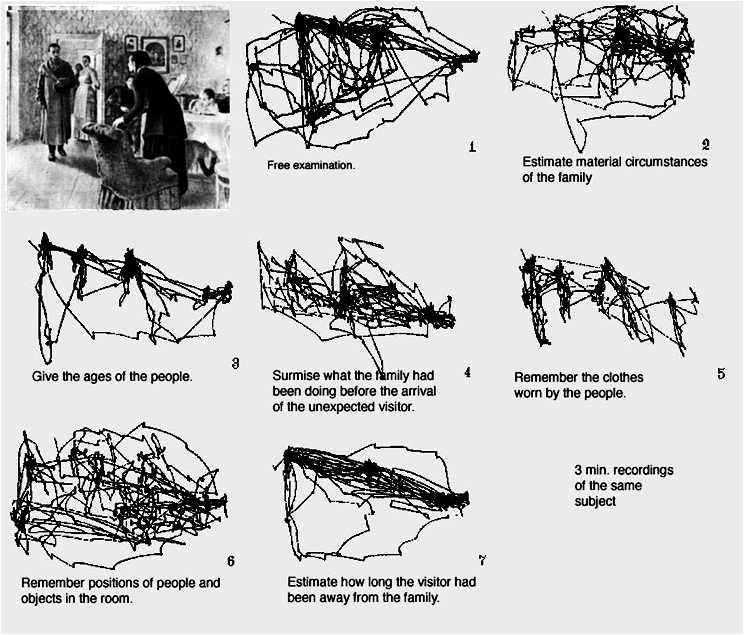 1
Free examination.
2
Estimate material circumstances
of the family
3
Give the ages of the people.
4
Surmise what the family had
been doing before the arrival
of the unexpected visitor.
5
Remember the clothes
worn by the people.
6
Remember positions of people and
objects in the room.
7
Estimate how long the visitor had
been away from the family.
3 min. recordings
of the same
subject